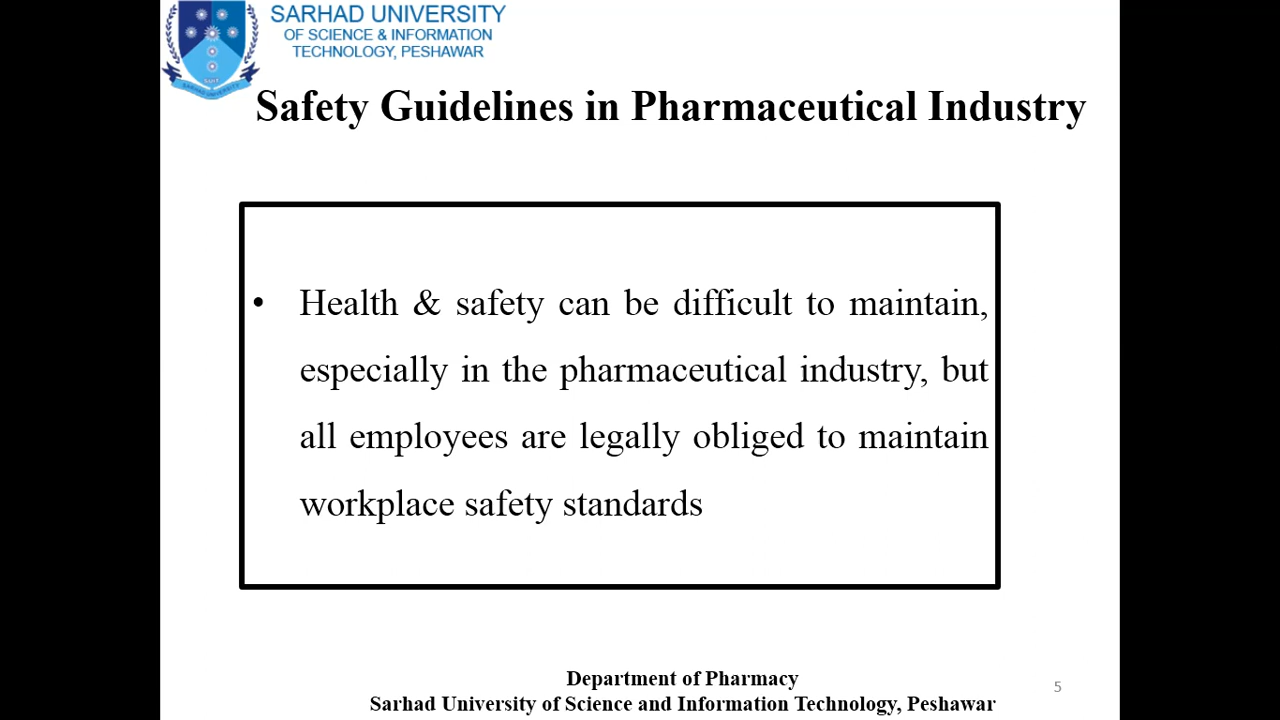 SARHAD UNIVERSITY
OF SCIENCE & INFORMATION
TECHNOLOGY, PESHAWAR
SARHAD UNIVERSITY
Safety Guidelines in Pharmaceutical Industry
• Health & safety can be difficult to maintain,
especially in the pharmaceutical industry, but
all employees are legally obliged to maintain
workplace safety standards
Department of Pharmacy
5
Sarhad University of Science and Information Technology, Peshawar